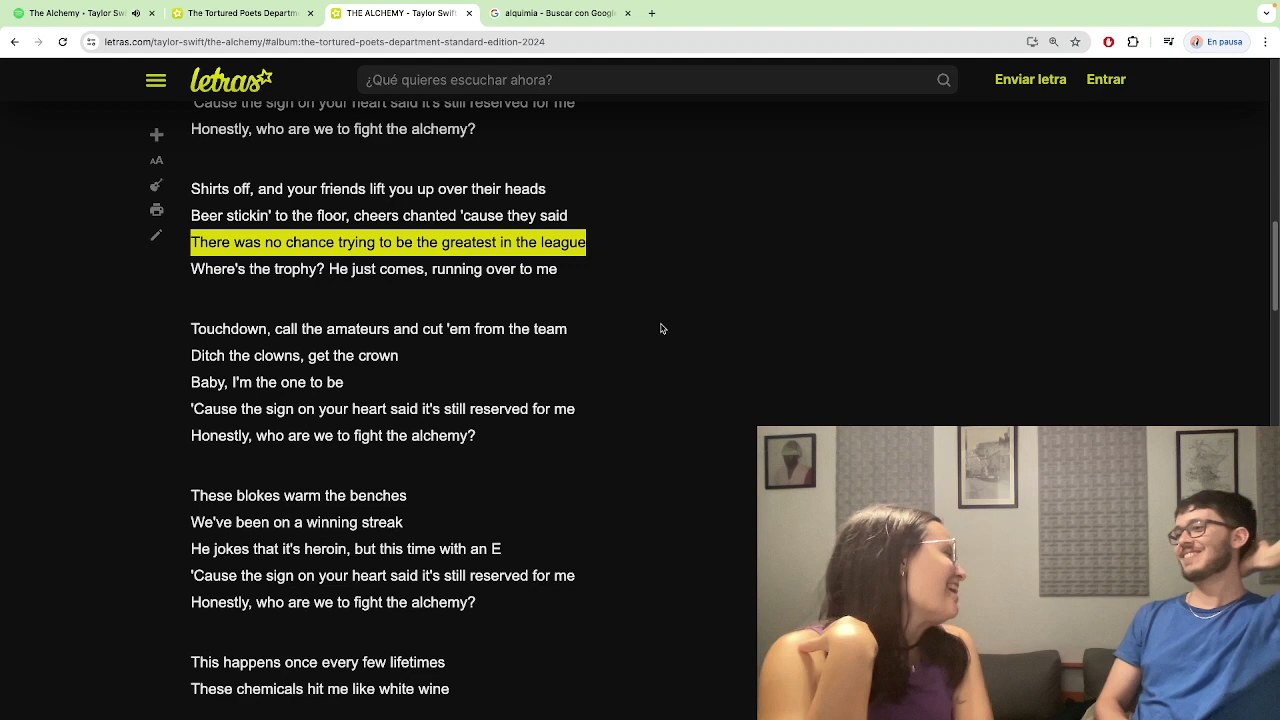 The Alchemy - Taylor Sw
The Tortured Poets Departm
THE ALCHEMY - Taylor Swift
alquimia - Buscar con Google
letras.com/taylor-swift/the-alchemy/#album:the-tortured-poets-department-standard-edition-2024
En pausa
letras
¿Qué quieres escuchar ahora?
Enviar letra
Entrar
'Cause the sign on your heart said it's still reserved for me
Honestly, who are we to fight the alchemy?
AA
Shirts off, and your friends lift you up over their heads
Beer stickin' to the floor, cheers chanted 'cause they said
There was no chance trying to be the greatest in the league
Where's the trophy? He just comes, running over to me
Touchdown, call the amateurs and cut 'em from the team
Ditch the clowns, get the crown
Baby, I'm the one to be
'Cause the sign on your heart said it's still reserved for me
Honestly, who are we to fight the alchemy?
These blokes warm the benches
We've been on a winning streak
He jokes that it's heroin, but this time with an E
'Cause the sign on your heart said it's still reserved for me
Honestly, who are we to fight the alchemy?
This happens once every few lifetimes
These chemicals hit me like white wine